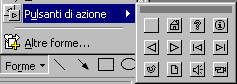 Pulsanti di azione
Altre forme...
Forme